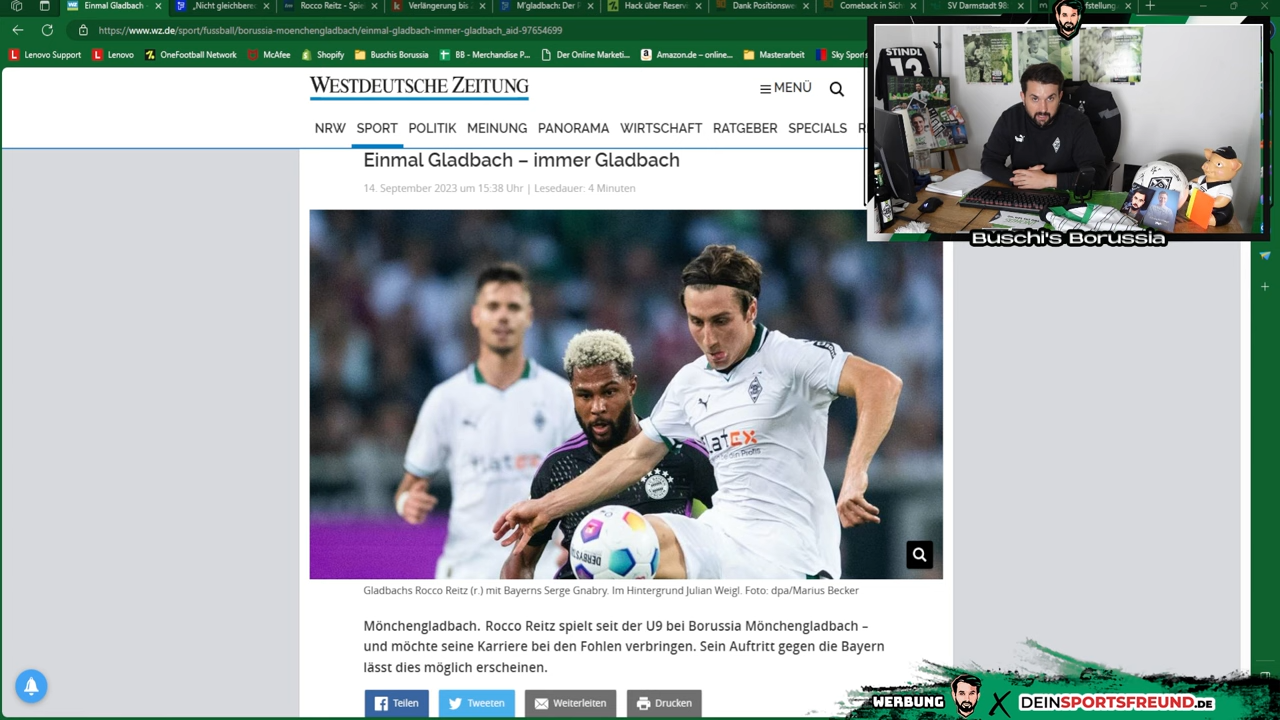 Einmal Gladbach -
„Nicht gleichbere
Rocco Reitz - Spie
Verlängerung bis
M'gladbach: Der F
Hack über Reserve
Dank Positionswe
Comeback in Sich
SV Darmstadt 98
https://www.wz.de/sport/fussball/borussia-moenchengladbach/einmal-gladbach-immer-gladbach_aid-97654699
Lenovo Support
Lenovo
OneFootball Network
McAfee
Shopify
Buschis Borussia
BB - Merchandise P...
Der Online Marketi...
Amazon.de – online...
Masterarbeit
Sky Spor
STINDL
13
Buschi's Borussia
WESTDEUTSCHE ZEITUNG
MENÜ
NRW SPORT POLITIK MEINUNG PANORAMA WIRTSCHAFT RATGEBER SPECIALS
Einmal Gladbach – immer Gladbach
14. September 2023 um 15:38 Uhr | Lesedauer: 4 Minuten
Gladbachs Rocco Reitz (r.) mit Bayerns Serge Gnabry. Im Hintergrund Julian Weigl. Foto: dpa/Marius Becker
Mönchengladbach. Rocco Reitz spielt seit der U9 bei Borussia Mönchengladbach –
und möchte seine Karriere bei den Fohlen verbringen. Sein Auftritt gegen die Bayern
lässt dies möglich erscheinen.
Teilen
Tweeten
Weiterleiten
Drucken
WERBUNG X DEINSPORTSFREUND.DE